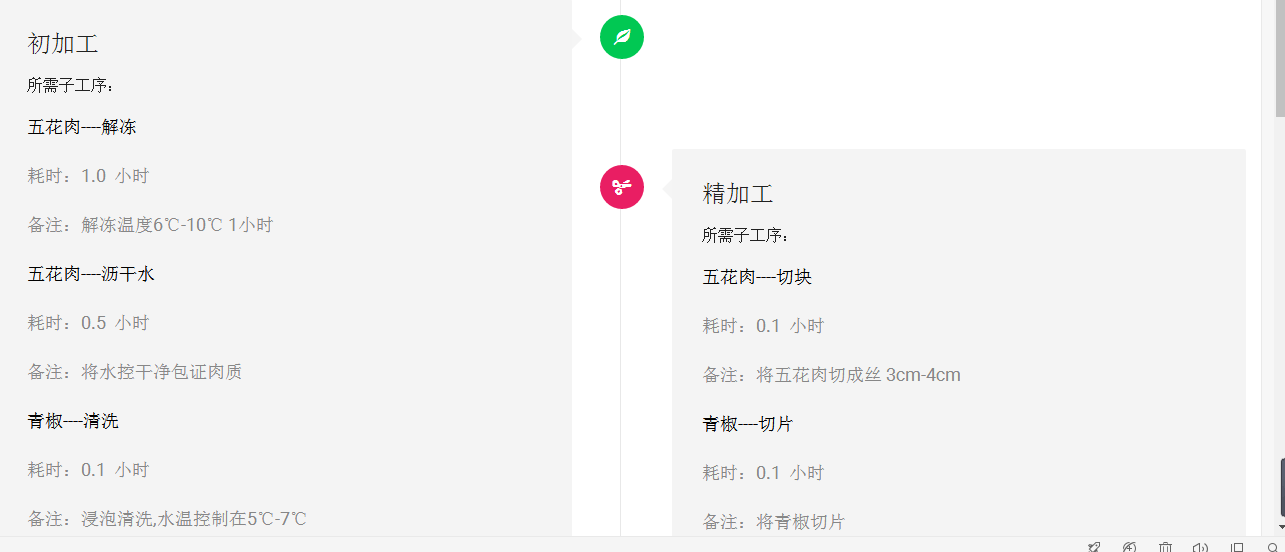 初加工
所需子工序：
五花肉----解冻
耗时：1.0 小时
备注：解冻温度6℃-10℃ 1小时
五花肉----沥干水
耗时：0.5 小时
备注：将水控干净包证肉质
青椒----清洗
耗时：0.1 小时
备注：浸泡清洗,水温控制在5℃-7℃
精加工
所需子工序：
五花肉----切块
耗时：0.1 小时
备注：将五花肉切成丝 3cm-4cm
青椒----切片
耗时：0.1 小时
备注：将青椒切片